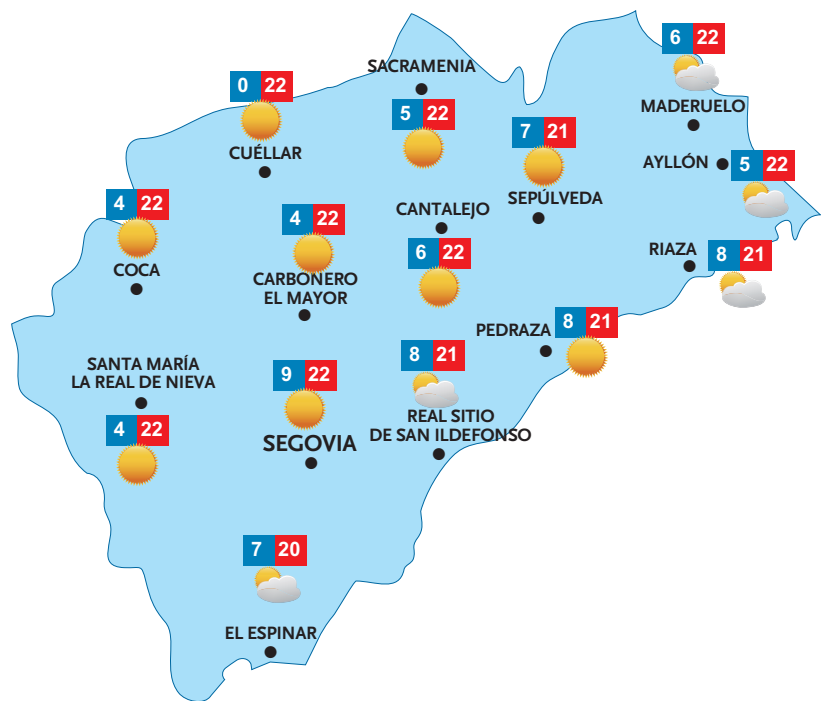 6 22
MADERUELO
SACRAMENIA
5 22
0 22
CUÉLLAR
7 21
SEPÚLVEDA
AYLLÓN
5 22
4 22
COCA
4 22
CARBONERO
EL MAYOR
CANTALEJO
6 22
RIAZA
8 21
PEDRAZA
8 21
SANTA MARÍA
LA REAL DE NIEVA
4 22
9 22
SEGOVIA
8 21
REAL SITIO
DE SAN ILDEFONSO
7 20
EL ESPINAR